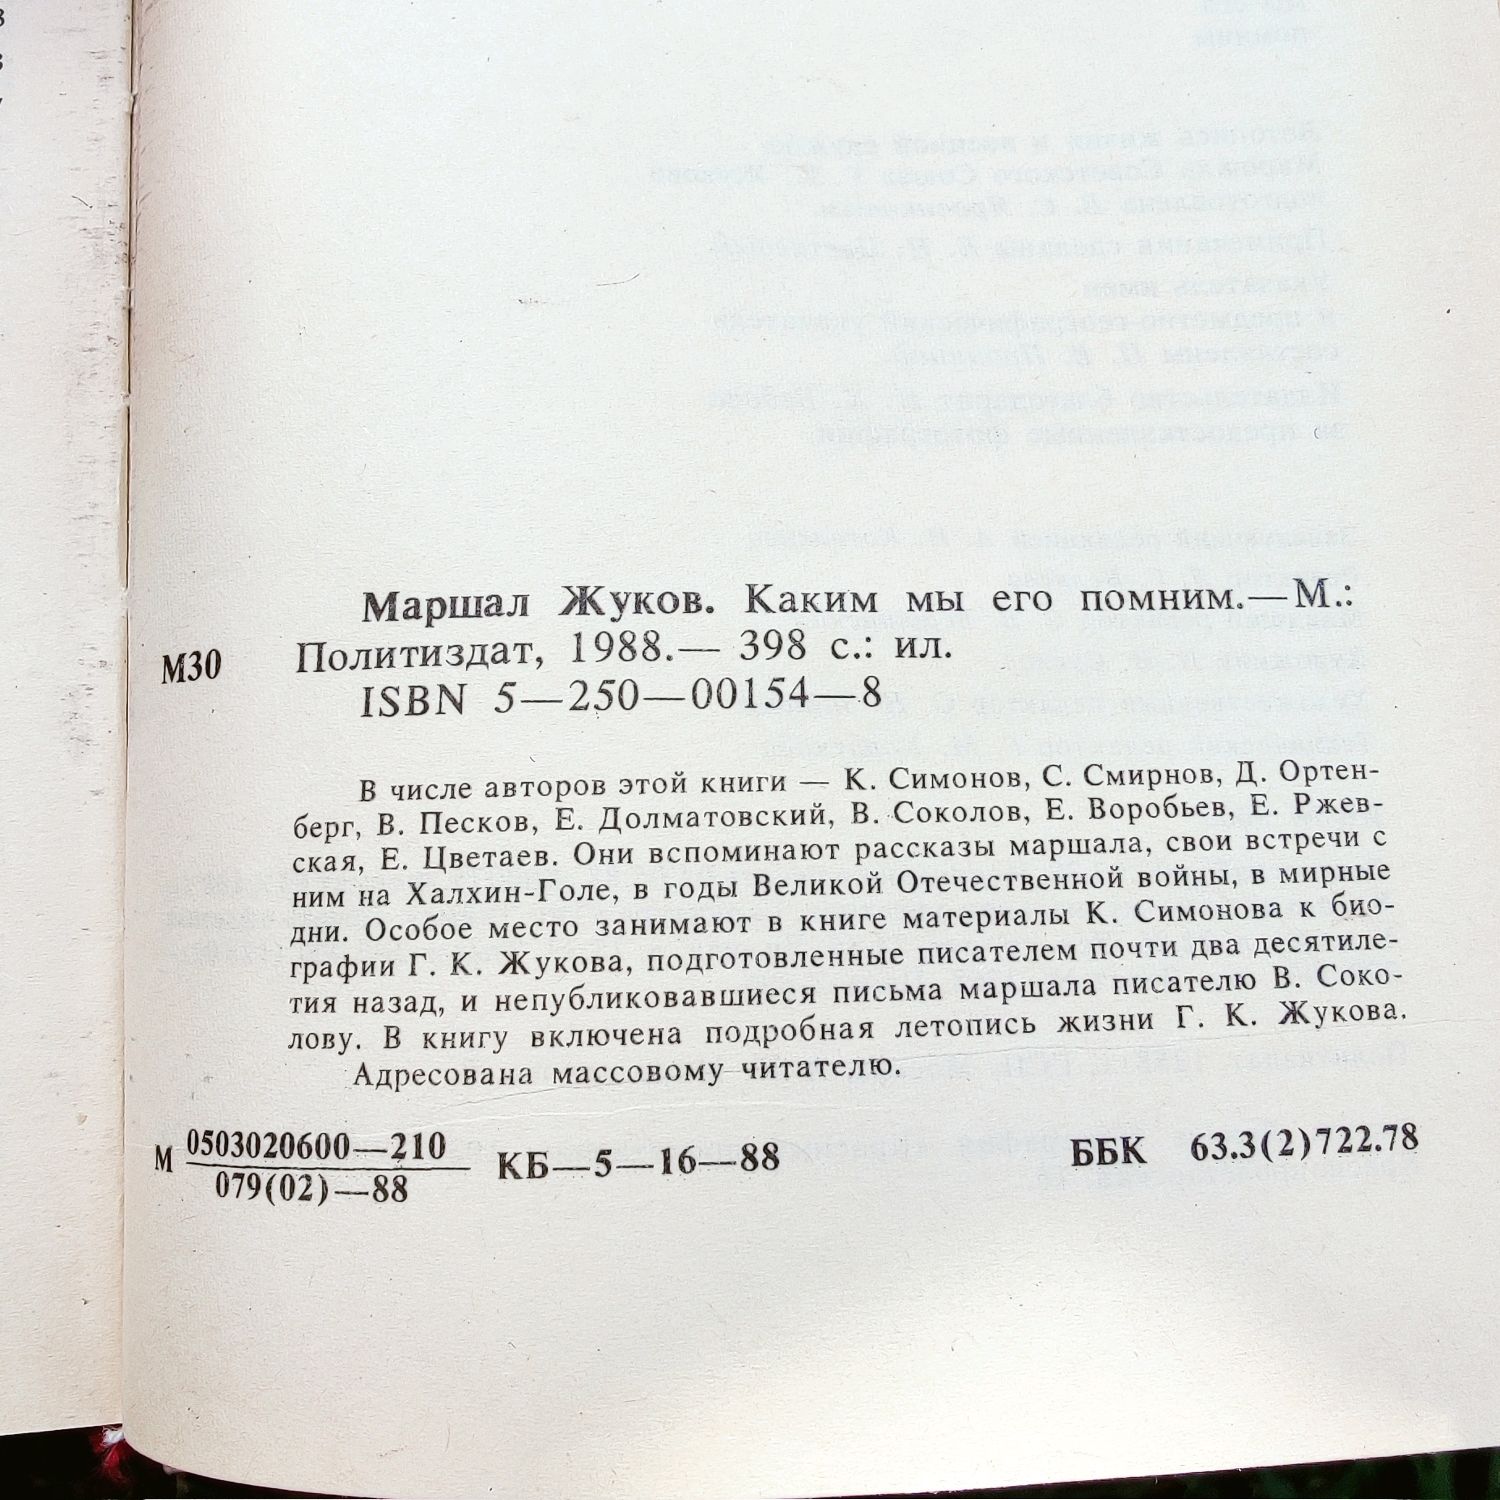 Маршал Жуков. Каким мы его помним.—М.:
М30 Политиздат, 1988.— 398 с.: ил.
ISBN 5—250—00154—8
В числе авторов этой книги — К. Симонов, С. Смирнов, Д. Ортен-
берг, В. Песков, Е. Долматовский, В. Соколов, Е. Воробьев, Е. Ржев-
ская, Е. Цветаев. Они вспоминают рассказы маршала, свои встречи с
ним на Халхин-Голе, в годы Великой Отечественной войны, в мирные
дни. Особое место занимают в книге материалы К. Симонова к био-
графии Г. К. Жукова, подготовленные писателем почти два десятиле-
тия назад, и непубликовавшиеся письма маршала писателю В. Соко-
лову. В книгу включена подробная летопись жизни Г. К. Жукова.
Адресована массовому читателю.
М 0503020600—210 КБ—5—16—88 ББК 63.3(2)722.78
079(02)—88